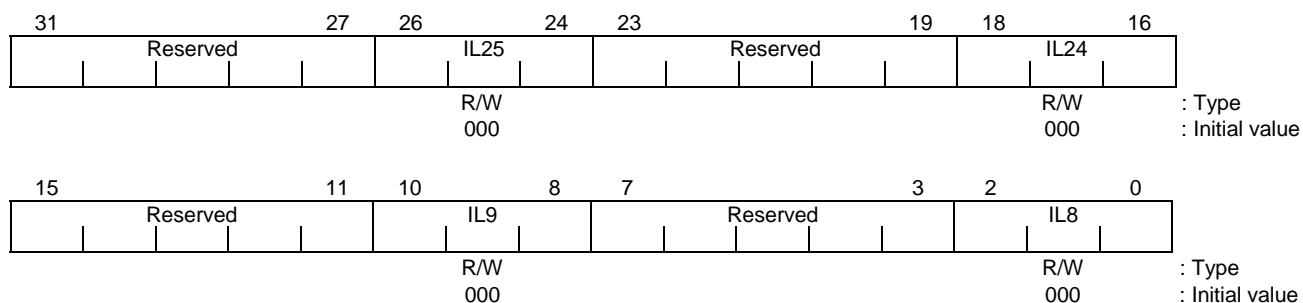 31 27 26 24 23 19 18 16
Reserved IL25 Reserved IL24
R/W R/W : Type
000 000 : Initial value
15 11 10 8 7 3 2 0
Reserved IL9 Reserved IL8
R/W R/W : Type
000 000 : Initial value